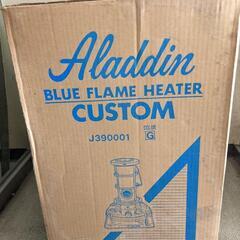 Aladdin
BLUE FLAME HEATER
CUSTOM
J390001
G